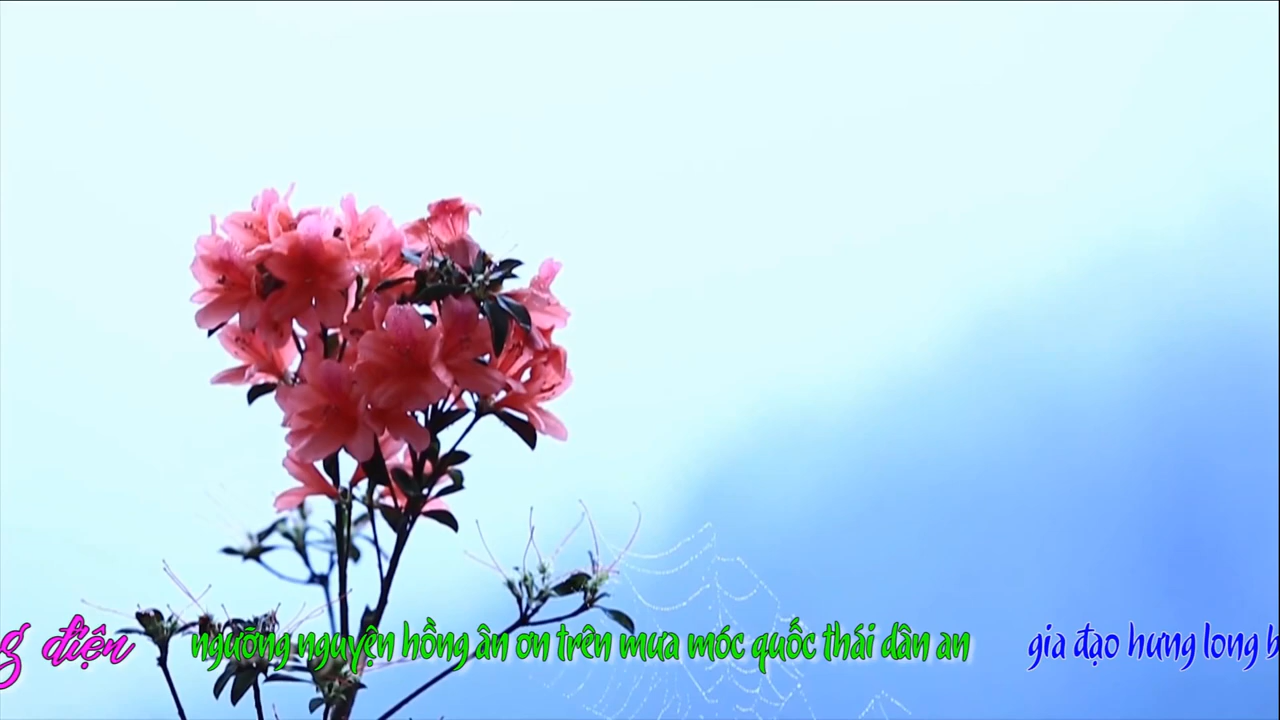 điện ngưỡng nguyện hồng ân ơn trên mưa móc quốc thái dân an gia đạo hưng long